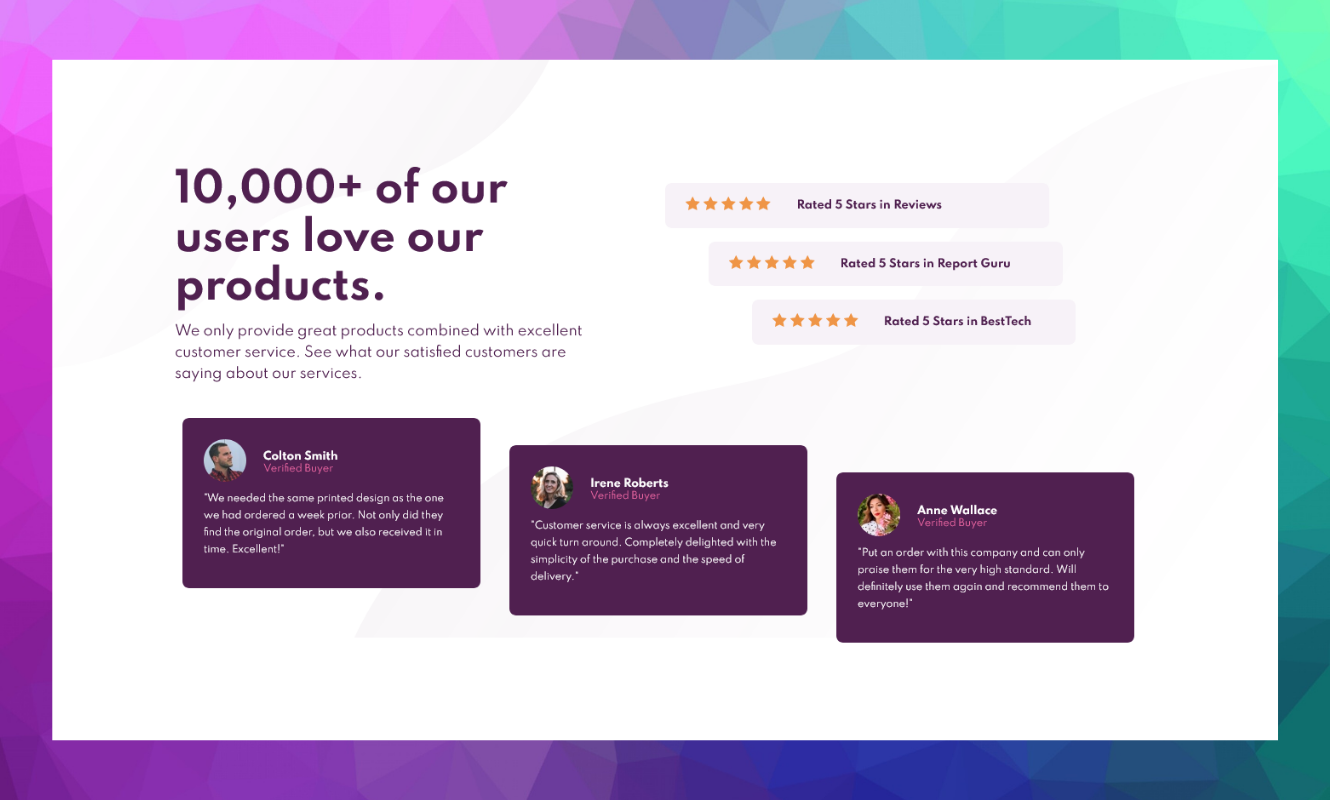 10,000+ of our
users love our
products.
We only provide great products combined with excellent
customer service. See what our satisfied customers are
saying about our services.
Rated 5 Stars in Reviews
Rated 5 Stars in Report Guru
Rated 5 Stars in BestTech
Colton Smith
Verified Buyer
"We needed the same printed design as the one
we had ordered a week prior. Not only did they
find the original order, but we also received it in
time. Excellent!"
Irene Roberts
Verified Buyer
"Customer service is always excellent and very
quick turn around. Completely delighted with the
simplicity of the purchase and the speed of
delivery."
Anne Wallace
Verified Buyer
"Put an order with this company and can only
praise them for the very high standard. Will
definitely use them again and recommend them to
everyone!"